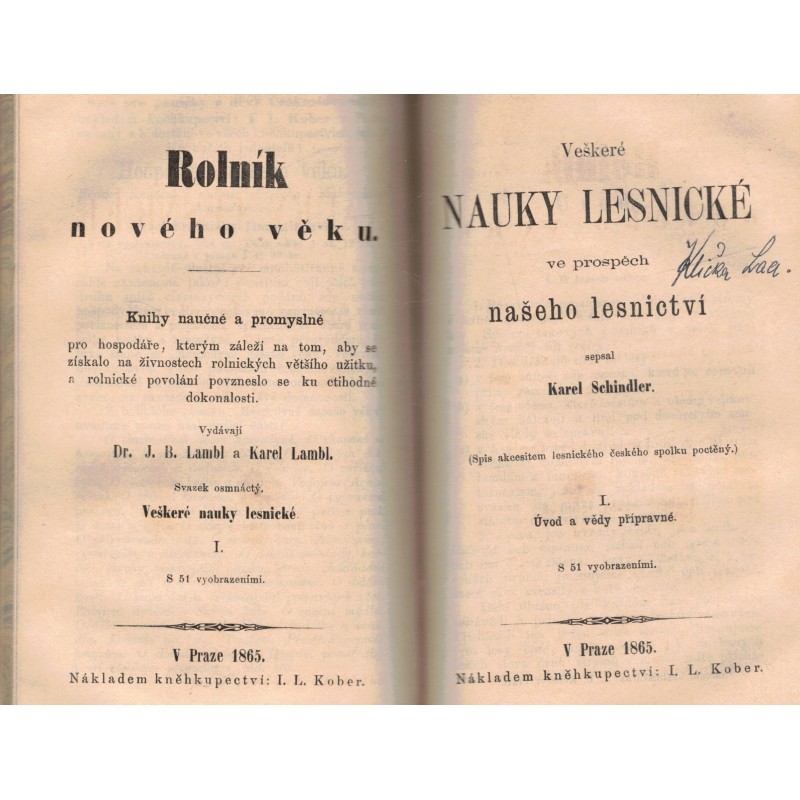 Rolník
nového věku.
Knihy naučné a promyslné
pro hospodáře, kterým záleží na tom, aby se
získalo na živnostech rolnických většího užitku,
a rolnické povolání povzneslo se ku ctihodné
dokonalosti.
Vydávají
Dr. J. B. Lambl a Karel Lambl.
Svazek osmnáctý.
Veškeré nauky lesnické
I.
S 51 vyobrazeními.
V Praze 1865.
Nákladem kněhkupectví: I. L. Kober.
Veškeré
NAUKY LESNICKÉ
ve prospěch
Klička
našeho lesnictví
sepsal
Karel Schindler.
(Spis akcesitem lesnického českého spolku poctěný.)
I.
Úvod a vědy přípravné.
S 51 vyobrazeními.
V Praze 1865.
Nákladem kněhkupectví: I. L. Kober.